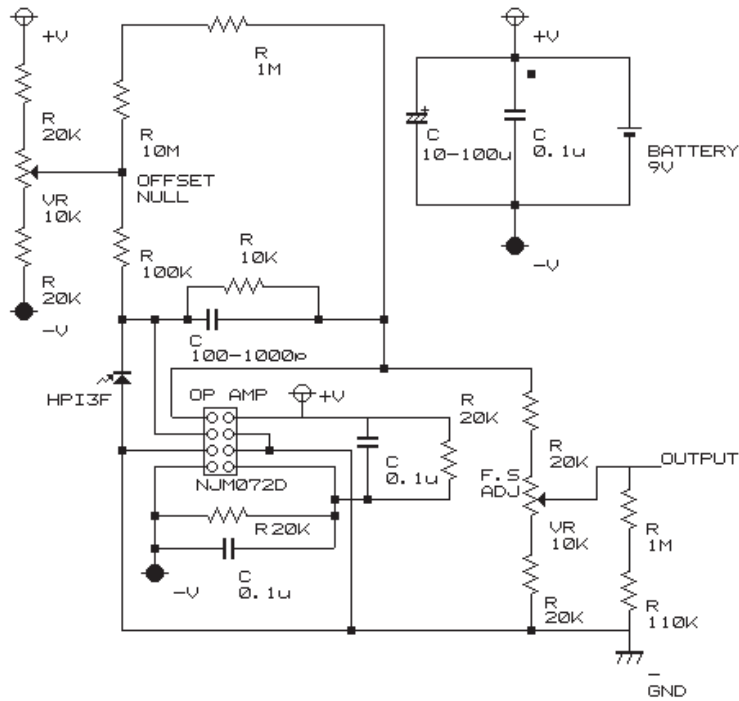 +V
R
1M
+V
R
20K
R
10M
C
10-100u
C
0.1u
BATTERY
9V
OFFSET
NULL
VR
10K
R
10K
R
100K
R
20K
-V
-V
C
100-1000p
HPI3F
OP AMP
+V
R
20K
C
0.1u
R
20K
F.S
ADJ
OUTPUT
NJM072D
R20K
VR
10K
R
1M
C
0.1u
-V
R
20K
R
110K
-
GND